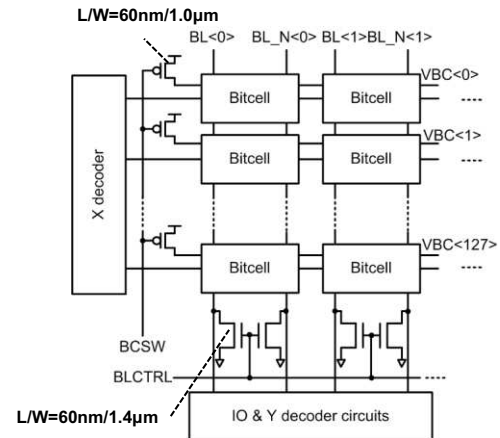 L/W=60nm/1.0µm
BL<0> BL_N<0> BL<1> BL_N<1>
VBC<0>
Bitcell Bitcell
VBC<1>
Bitcell Bitcell
X decoder
VBC<127>
Bitcell Bitcell
BCSW
BLCTRL
L/W=60nm/1.4µm
IO & Y decoder circuits